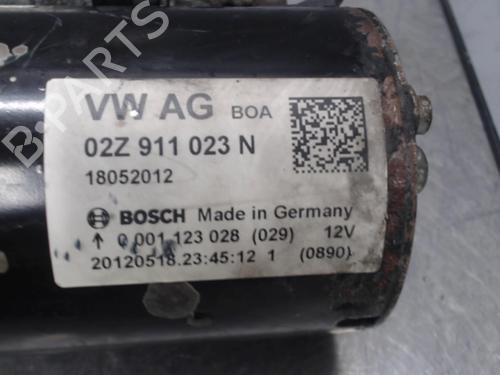 VW AG BOA
02Z 911 023 N
18052012
BOSCH Made in Germany
↑ 0 001 123 028 (029) 12V
20120518.23:45:12 1 (0890)
B-PARTS